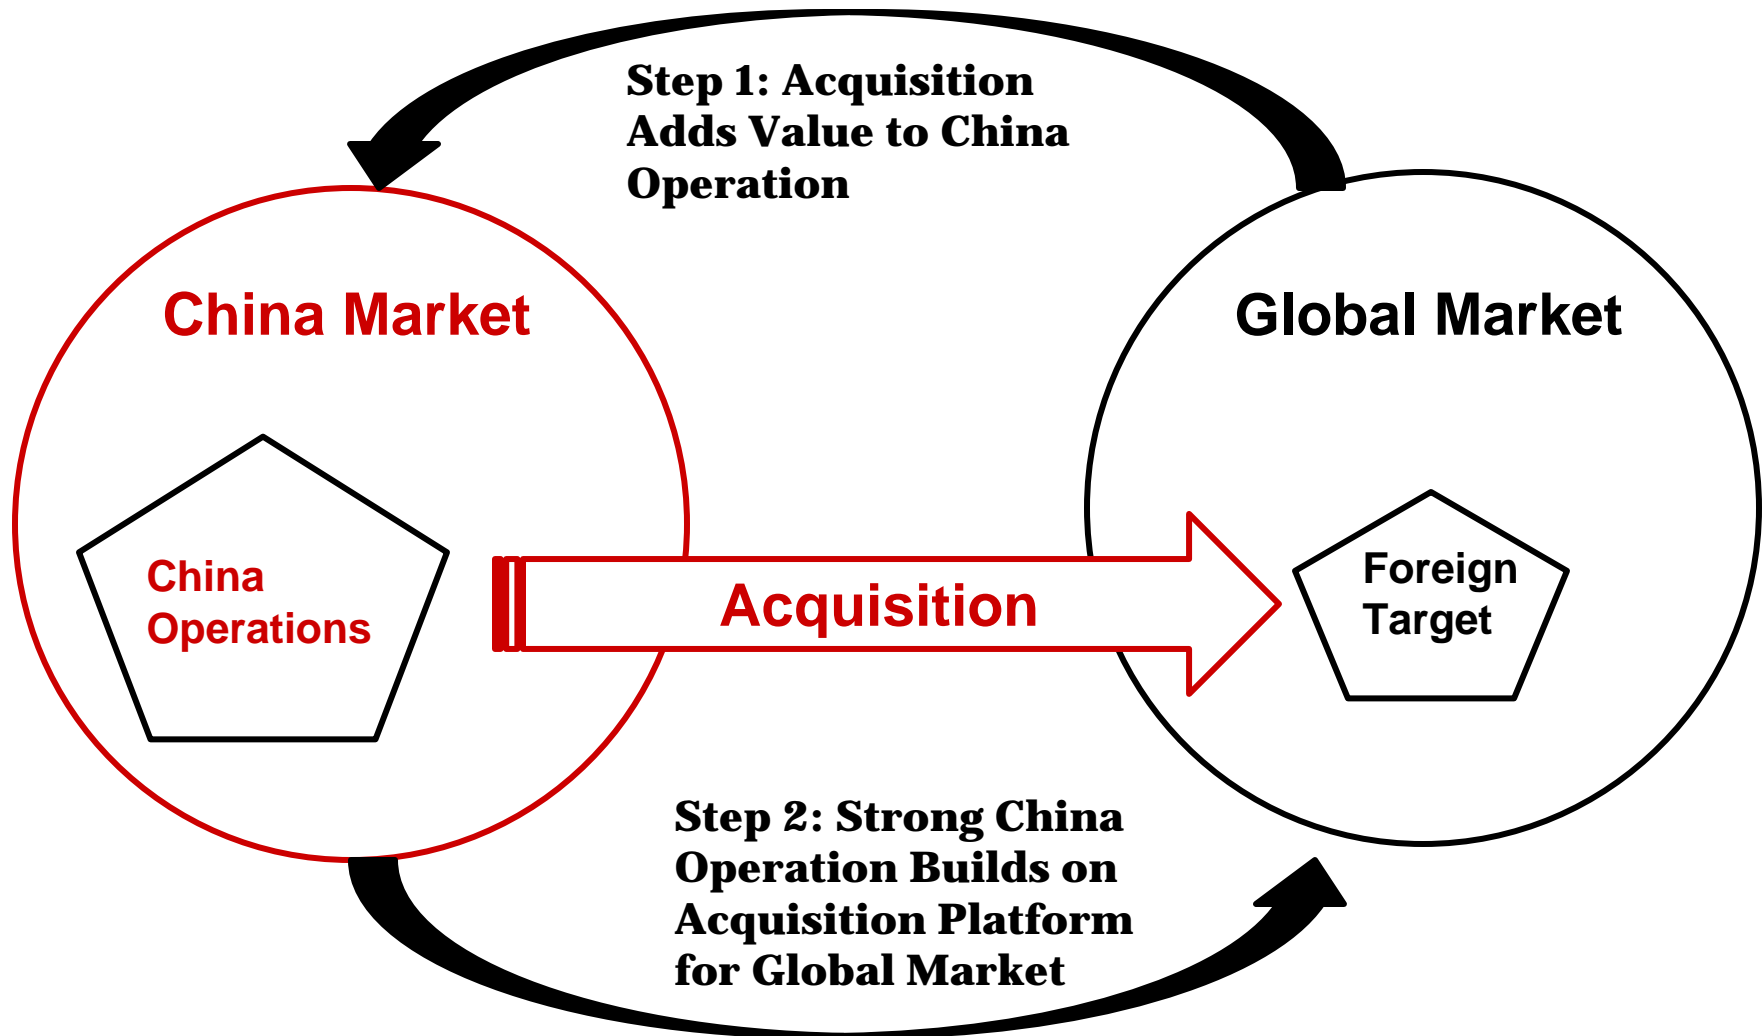 Step 1: Acquisition
Adds Value to China
Operation
China Market
Global Market
China
Operations
Acquisition
Foreign
Target
Step 2: Strong China
Operation Builds on
Acquisition Platform
for Global Market